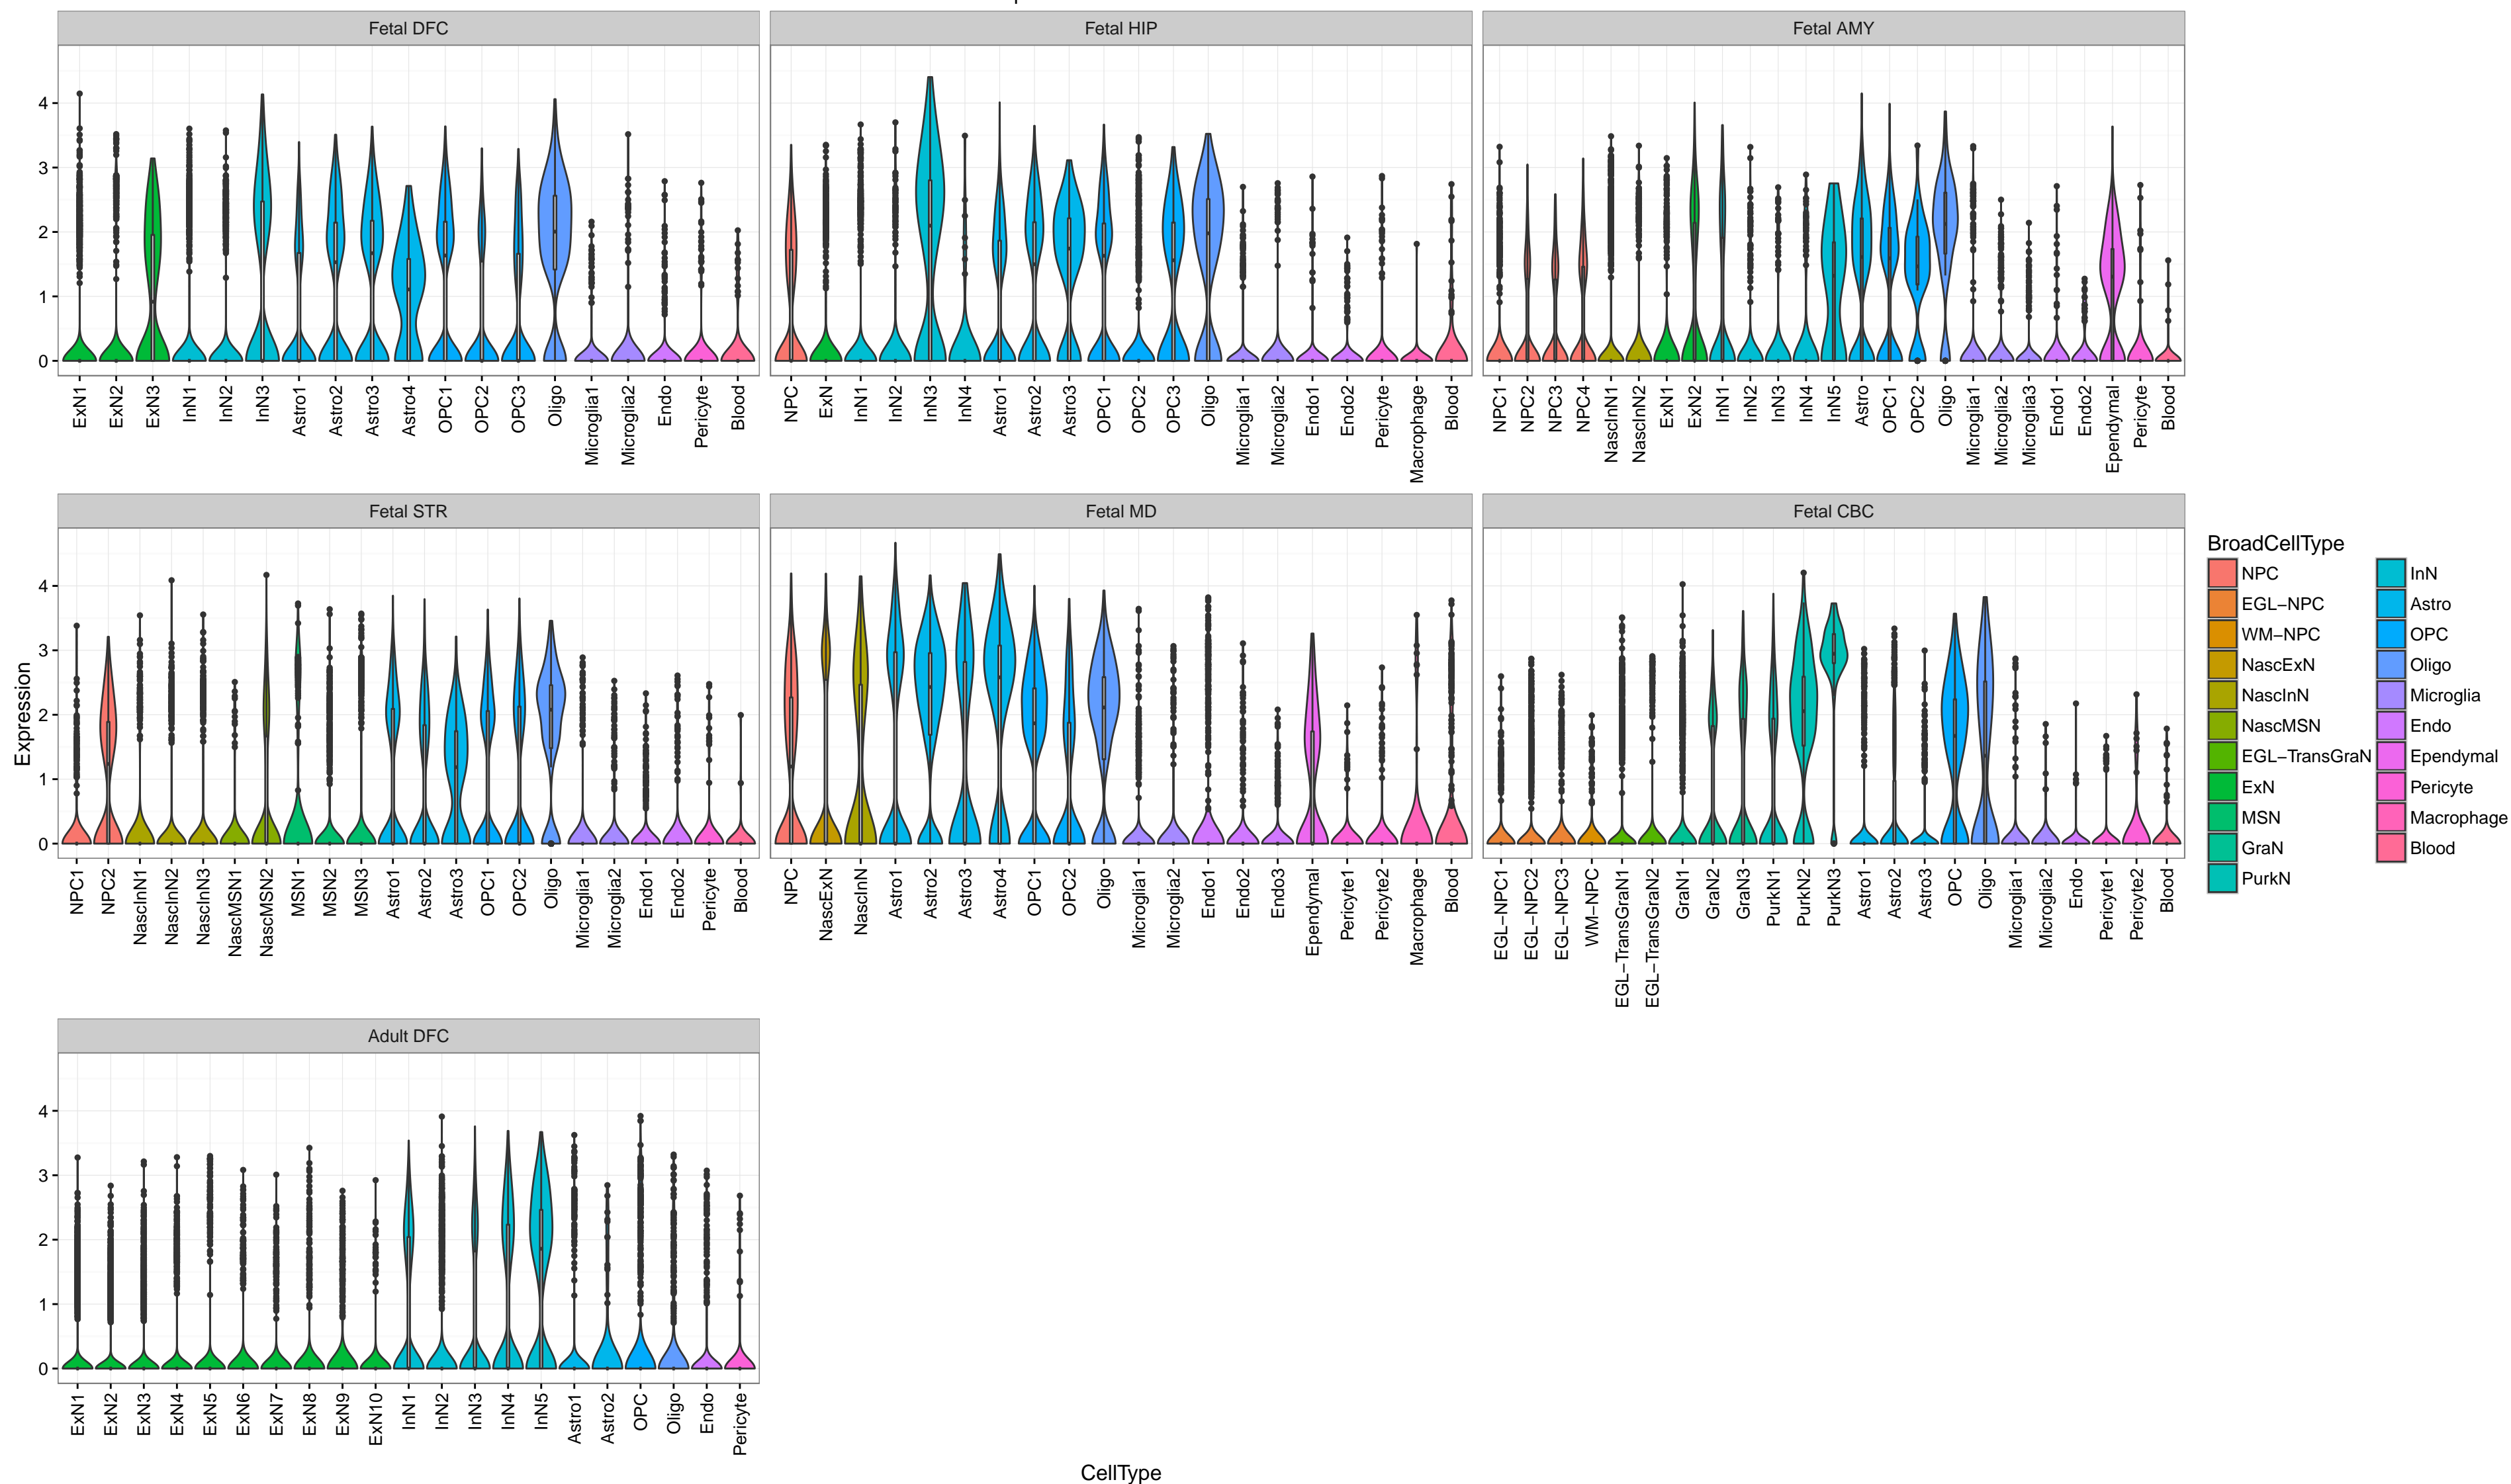 Fetal DFC Fetal HIP Fetal AMY
4
3
2
1
0
ExN1 ExN2 ExN3 InN1 InN2 InN3 Astro1 Astro2 Astro3 Astro4 OPC1 OPC2 OPC3 Oligo Microglia1 Microglia2 Endo Pericyte Blood
NPC ExN InN1 InN2 InN3 InN4 Astro1 Astro2 Astro3 OPC1 OPC2 OPC3 Oligo Microglia1 Microglia2 Endo1 Endo2 Pericyte Macrophage Blood
NPC1 NPC2 NPC3 NPC4 NascInN1 NascInN2 ExN1 ExN2 InN1 InN2 InN3 InN4 InN5 Astro OPC1 OPC2 Oligo Microglia1 Microglia2 Microglia3 Endo1 Endo2 Ependymal Pericyte Blood
Fetal STR Fetal MD Fetal CBC
Expression
4
3
2
1
0
NPC1 NPC2 NascInN1 NascInN2 NascInN3 NascMSN1 NascMSN2 MSN1 MSN2 MSN3 Astro1 Astro2 Astro3 OPC1 OPC2 Oligo Microglia1 Microglia2 Endo1 Endo2 Pericyte Blood
NPC NascExN NascInN Astro1 Astro2 Astro3 Astro4 OPC1 OPC2 Oligo Microglia1 Microglia2 Endo1 Endo2 Endo3 Ependymal Pericyte1 Pericyte2 Macrophage Blood
EGL−NPC1 EGL−NPC2 EGL−NPC3 WM−NPC EGL−TransGraN1 EGL−TransGraN2 GraN1 GraN2 GraN3 PurkN1 PurkN2 PurkN3 Astro1 Astro2 Astro3 OPC Oligo Microglia1 Microglia2 Endo Pericyte1 Pericyte2 Blood
BroadCellType
NPC InN
EGL−NPC Astro
WM−NPC OPC
NascExN Oligo
NascInN Microglia
NascMSN Endo
EGL−TransGraN Ependymal
ExN Pericyte
MSN Macrophage
GraN Blood
PurkN
Adult DFC
4
3
2
1
0
ExN1 ExN2 ExN3 ExN4 ExN5 ExN6 ExN7 ExN8 ExN9 ExN10 InN1 InN2 InN3 InN4 InN5 Astro1 Astro2 OPC Oligo Endo Pericyte
CellType